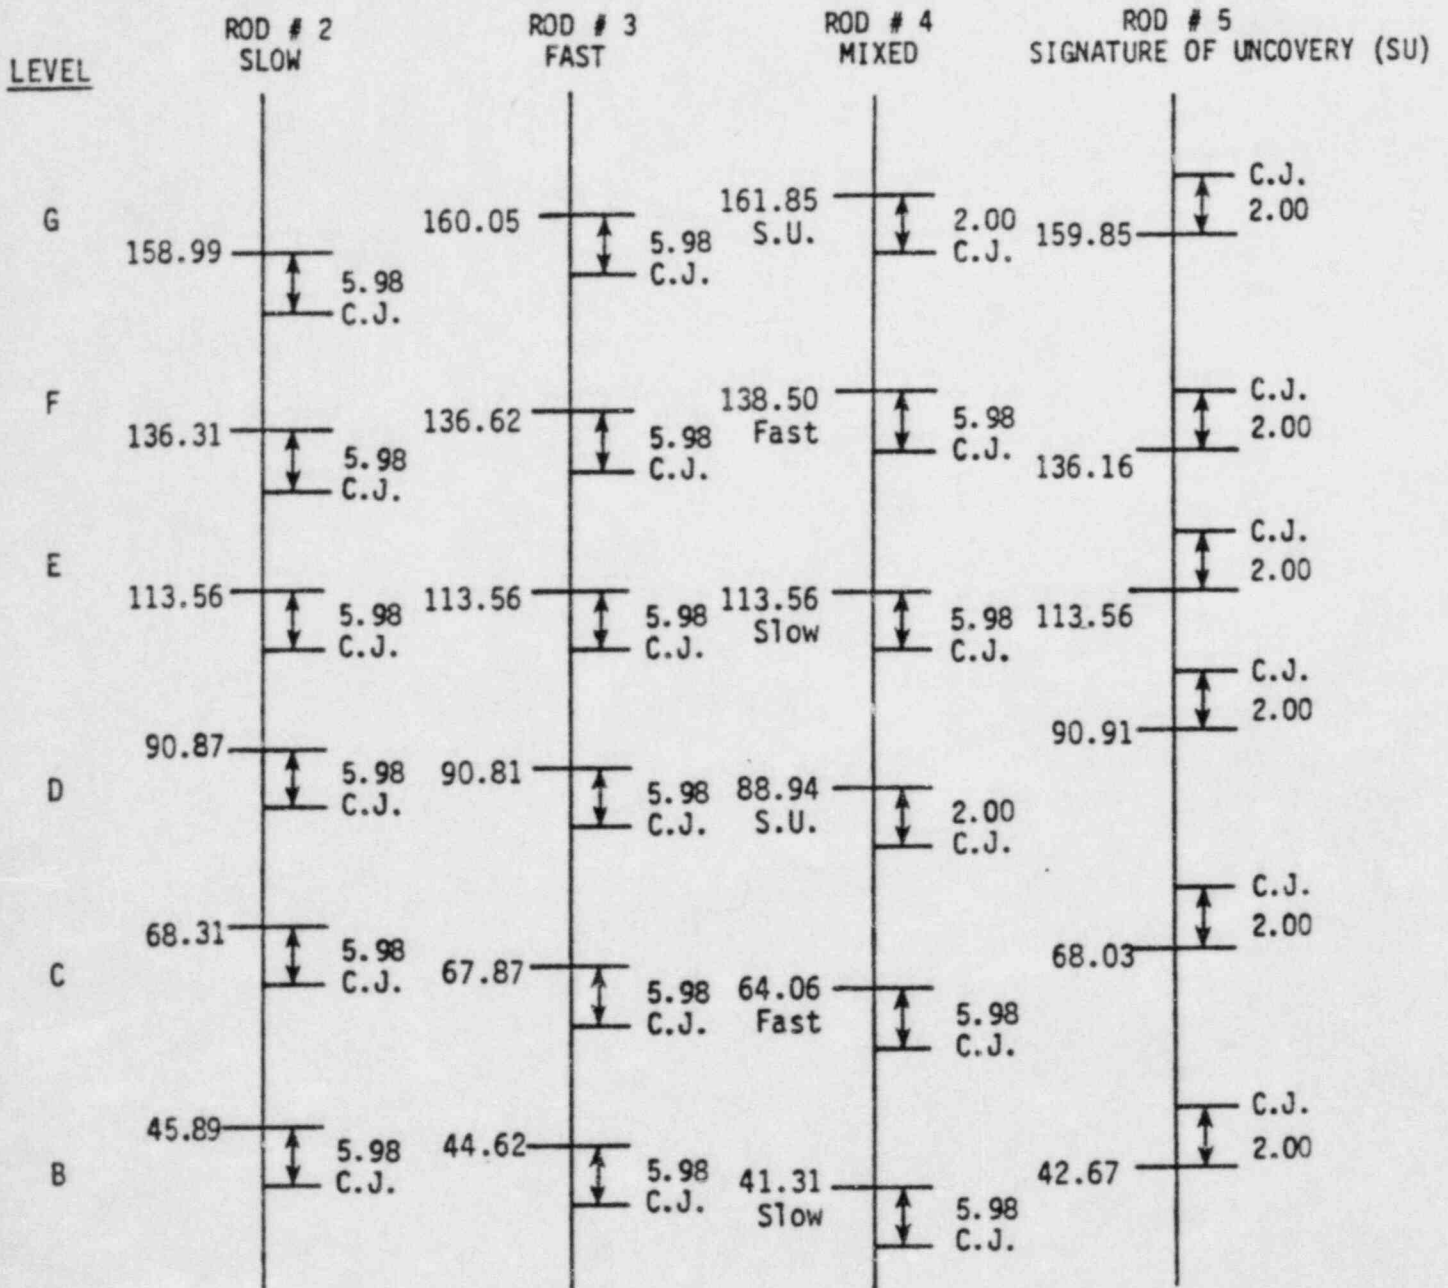 ROD # 2 ROD # 3 ROD # 4 ROD # 5
LEVEL SLOW FAST MIXED SIGNATURE OF UNCOVERY (SU)
C.J.
G 160.05 161.85 2.00 159.85 2.00
S.U. C.J.
158.99 5.98
C.J.
5.98
C.J.
F 136.31 136.62 138.50 C.J.
Fast 2.00
5.98 5.98 5.98
C.J. C.J. C.J. 136.16
E C.J.
113.56 113.56 113.56 2.00
Slow 113.56
5.98 5.98 5.98
C.J. C.J. C.J.
C.J.
D 90.87 90.81 88.94 90.91 2.00
S.U.
5.98 5.98 2.00
C.J. C.J. C.J.
C.J.
C 68.31 67.87 64.06 68.03 2.00
Fast
5.98 5.98 5.98
C.J. C.J. C.J.
C.J.
B 45.89 44.62 41.31 42.67 2.00
Slow
5.98 5.98 5.98
C.J. C.J. C.J.